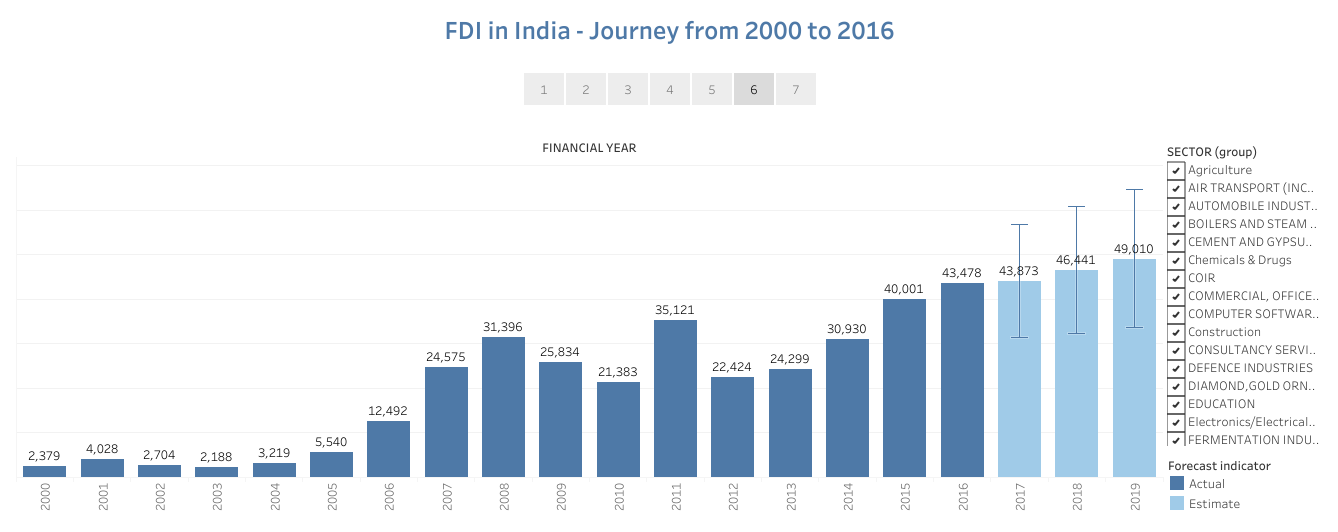 FDI in India - Journey from 2000 to 2016
1 2 3 4 5 6 7
FINANCIAL YEAR
2,379 4,028 2,704 2,188 3,219 5,540 12,492 24,575 31,396 25,834 21,383 35,121 22,424 24,299 30,930 40,001 43,478 43,873 46,441 49,010
2000 2001 2002 2003 2004 2005 2006 2007 2008 2009 2010 2011 2012 2013 2014 2015 2016 2017 2018 2019
SECTOR (group)
Agriculture
AIR TRANSPORT (INC..
AUTOMOBILE INDUST..
BOILERS AND STEAM ..
CEMENT AND GYPSU..
Chemicals & Drugs
COIR
COMMERCIAL, OFFICE..
COMPUTER SOFTWAR..
Construction
CONSULTANCY SERVI..
DEFENCE INDUSTRIES
DIAMOND,GOLD ORN..
EDUCATION
Electronics/Electrical..
FERMENTATION INDU..
Forecast indicator
Actual
Estimate